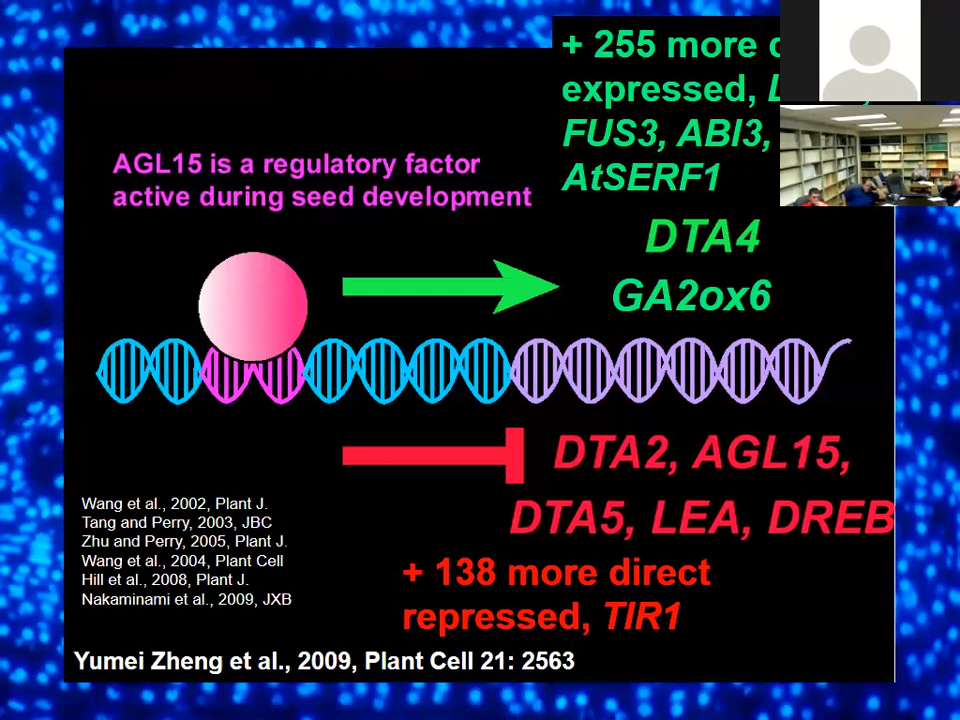 + 255 more
expressed,
FUS3, ABI3,
AtSERF1
AGL15 is a regulatory factor
active during seed development
DTA4
GA2ox6
DTA2, AGL15,
DTA5, LEA, DREB
Wang et al., 2002, Plant J.
Tang and Perry, 2003, JBC
Zhu and Perry, 2005, Plant J.
Wang et al., 2004, Plant Cell
Hill et al., 2008, Plant J.
Nakaminami et al., 2009, JXB
+ 138 more direct
repressed, TIR1
Yumei Zheng et al., 2009, Plant Cell 21: 2563